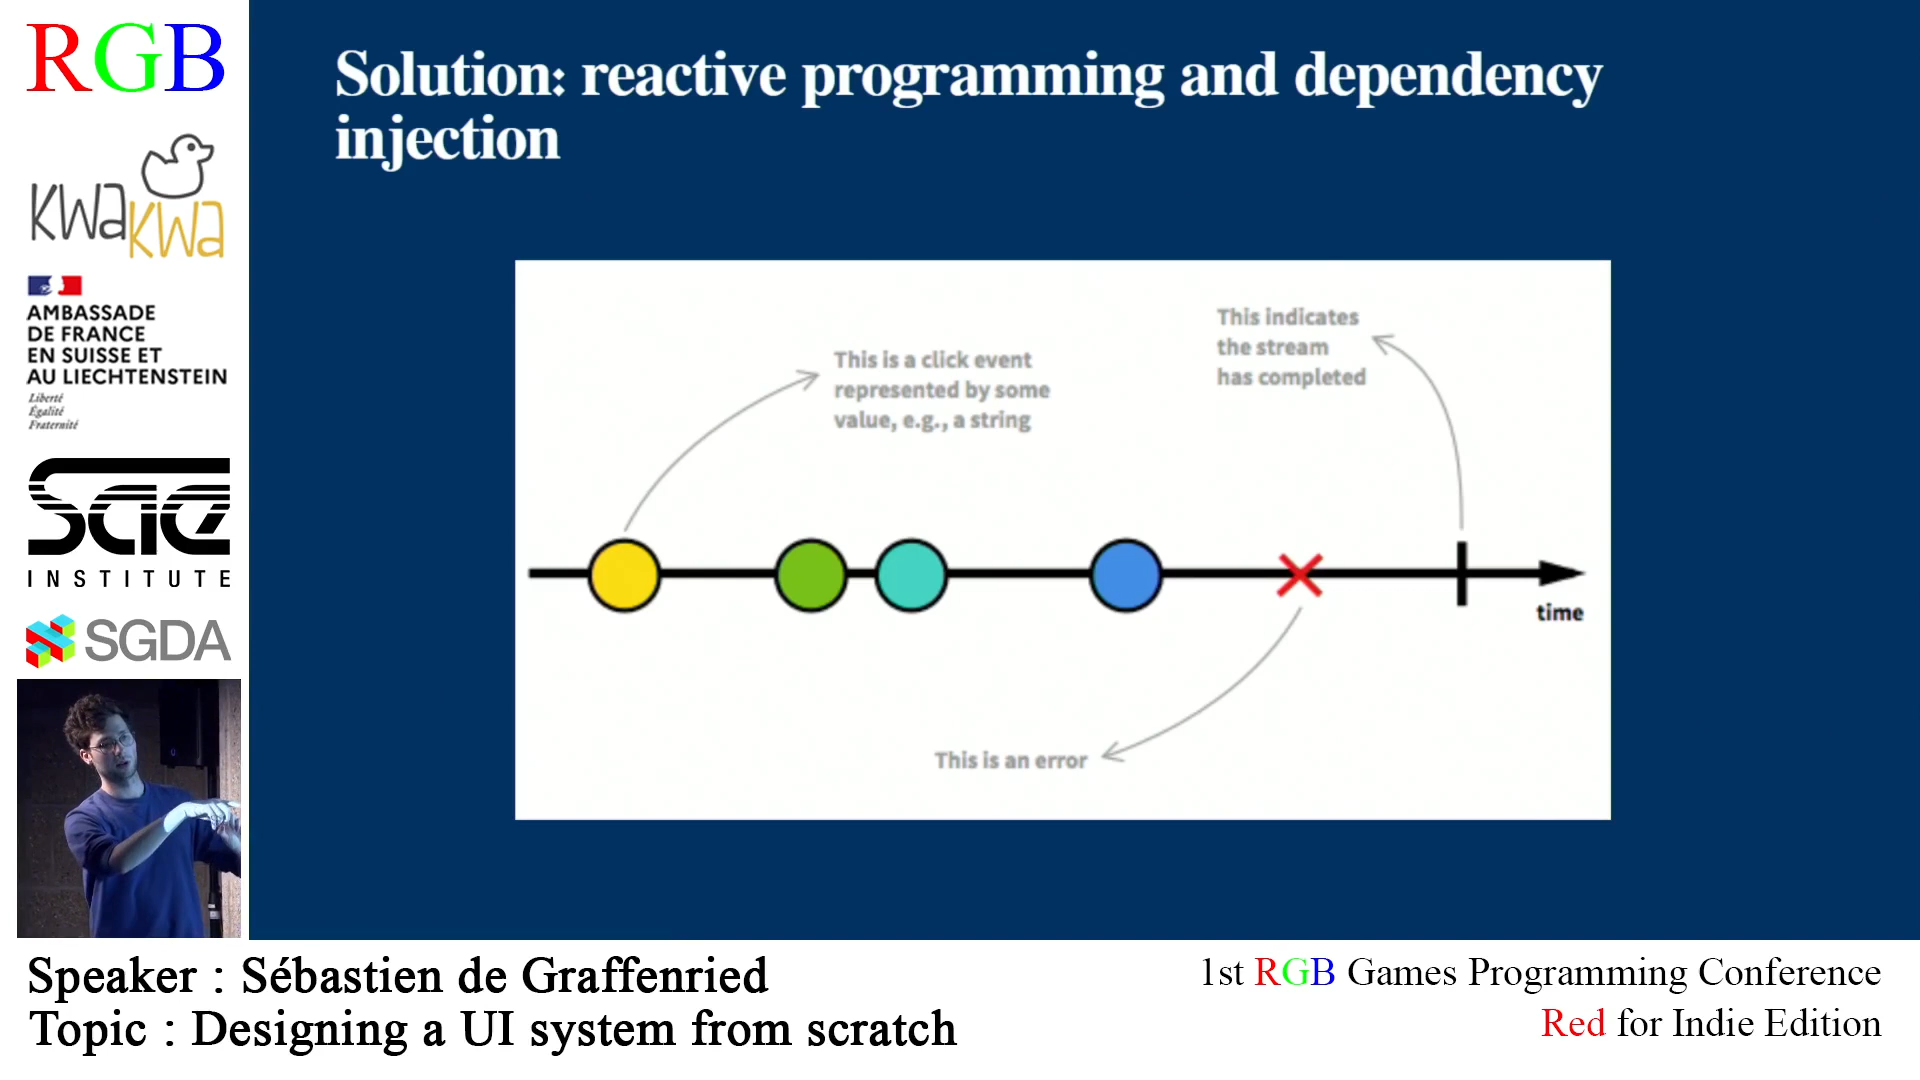 RGB
KWAKWA
AMBASSADE
DE FRANCE
EN SUISSE ET
AU LIECHTENSTEIN
Liberté
Égalité
Fraternité
SAE
INSTITUTE
SGDA
Solution: reactive programming and dependency
injection
This is a click event
represented by some
value, e.g., a string
This indicates
the stream
has completed
time
This is an error
Speaker : Sébastien de Graffenried
Topic : Designing a UI system from scratch
1st RGB Games Programming Conference
Red for Indie Edition